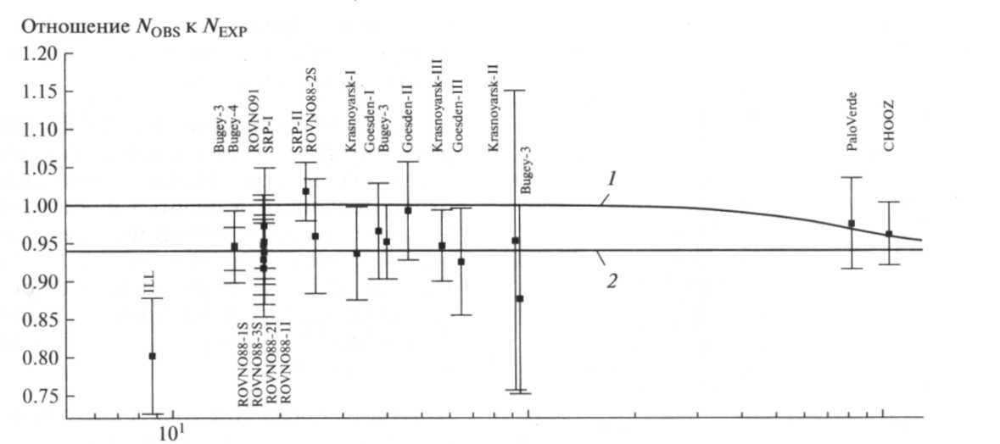 Отношение N_OBS к N_EXP
1.20
1.15
1.10
1.05
1.00
0.95
0.90
0.85
0.80
0.75
ILL
Bugey-3
Bugey-4
ROVNO91
SRP-I
SRP-II
ROVNO88-2S
Krasnoyarsk-I
Goesden-I
Bugey-3
Goesden-II
Krasnoyarsk-III
Goesden-III
Krasnoyarsk-II
Bugey-3
PaloVerde
CHOOZ
ROVNO88-1S
ROVNO88-3S
ROVNO88-2I
ROVNO88-1I
1
2
10¹